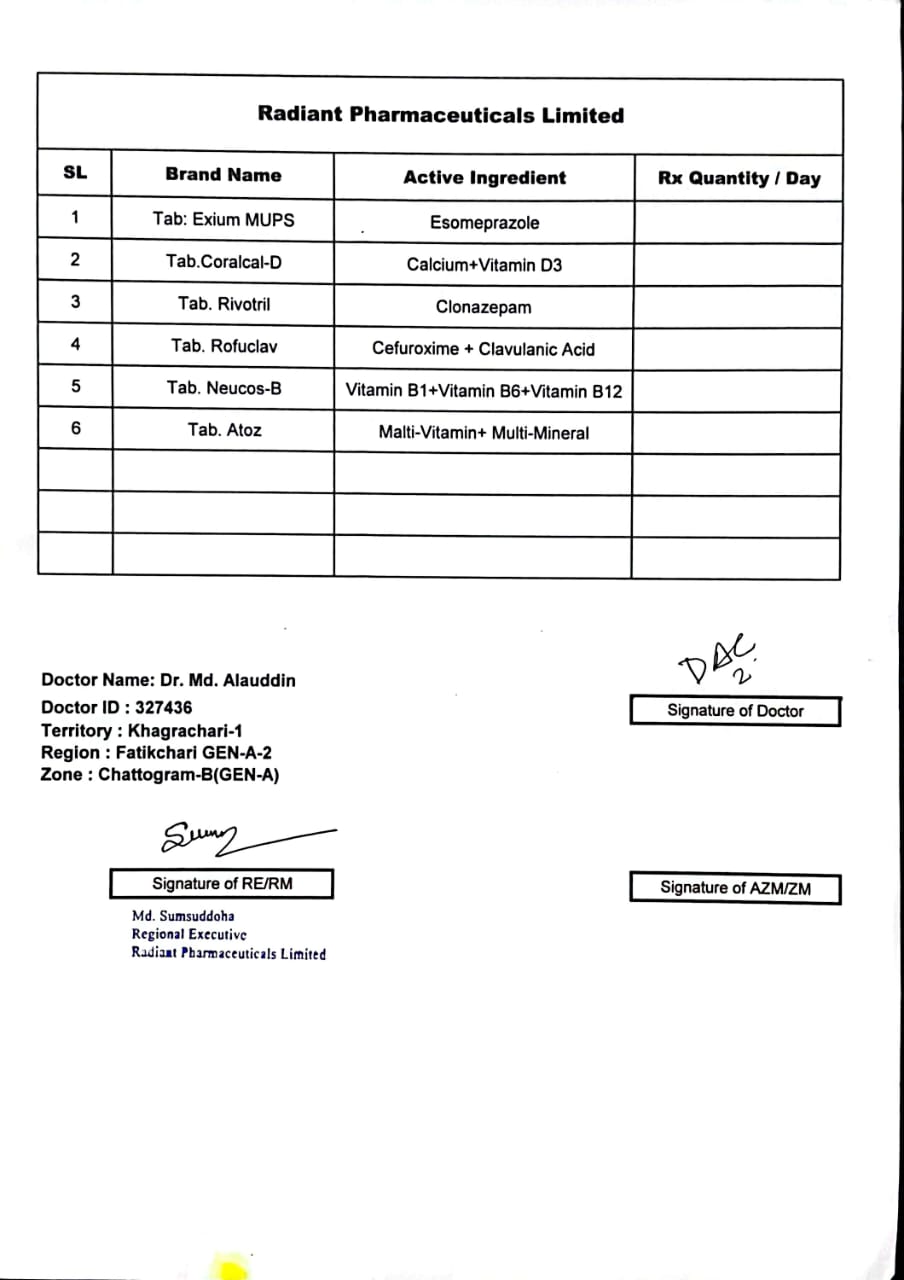 Radiant Pharmaceuticals Limited
SL Brand Name Active Ingredient Rx Quantity / Day
1 Tab: Exium MUPS Esomeprazole
2 Tab.Coralcal-D Calcium+Vitamin D3
3 Tab. Rivotril Clonazepam
4 Tab. Rofuclav Cefuroxime + Clavulanic Acid
5 Tab. Neucos-B Vitamin B1+Vitamin B6+Vitamin B12
6 Tab. Atoz Malti-Vitamin+ Multi-Mineral
Doctor Name: Dr. Md. Alauddin
Doctor ID : 327436
Territory : Khagrachari-1
Region : Fatikchari GEN-A-2
Zone : Chattogram-B(GEN-A)
Signature of Doctor
Signature of RE/RM
Md. Sumsuddoha
Regional Executive
Radiant Pharmaceuticals Limited
Signature of AZM/ZM